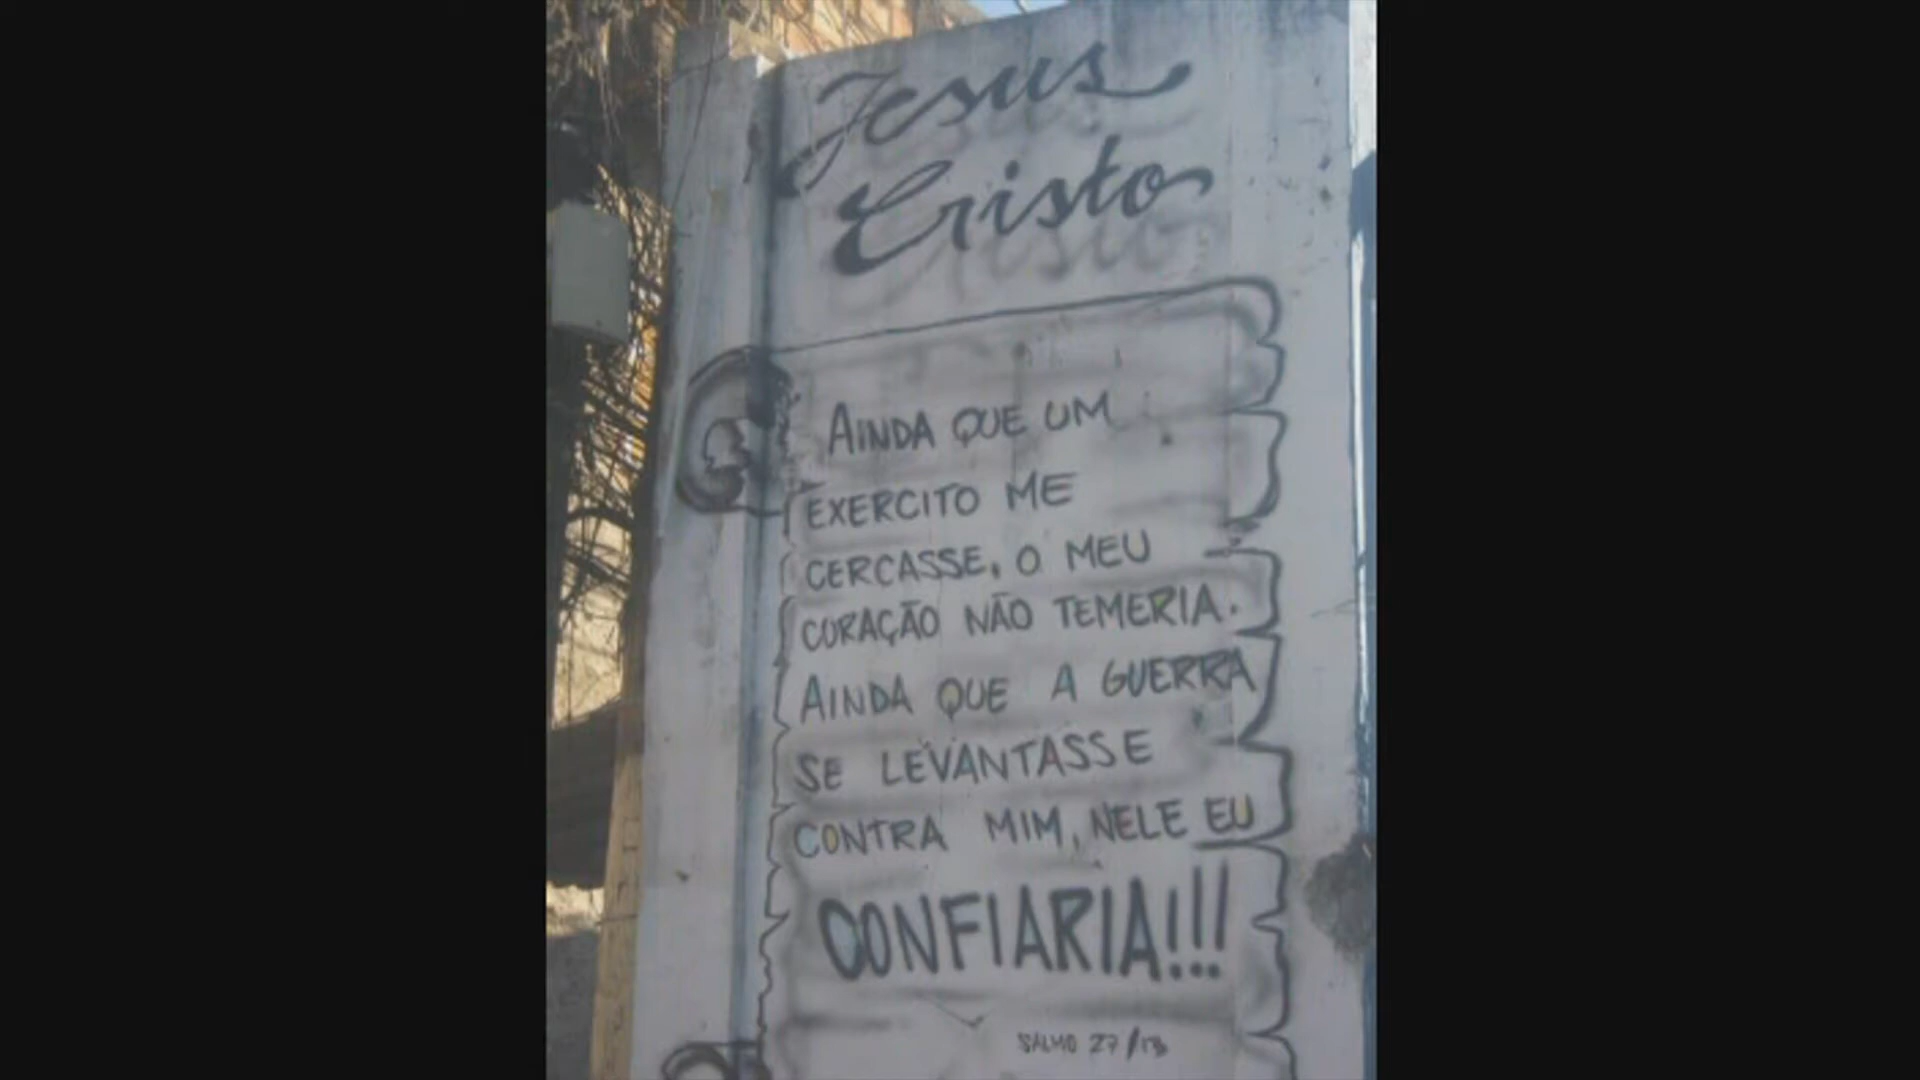 Jesus
Cristo
AINDA QUE UM
EXERCITO ME
CERCASSE, O MEU
CORAÇÃO NÃO TEMERIA.
AINDA QUE A GUERRA
SE LEVANTASSE
CONTRA MIM, NELE EU
CONFIARIA!!!
SALMO 27/13